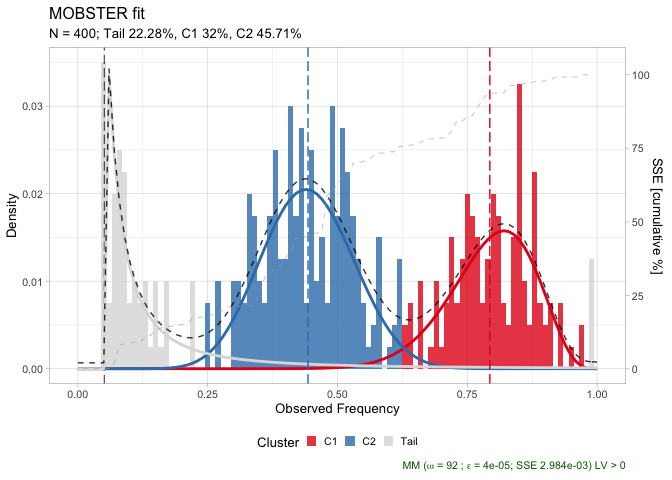 MOBSTER fit
N = 400; Tail 22.28%, C1 32%, C2 45.71%
Density
0.03
0.02
0.01
0.00
100
75
50
25
0
SSE [cumulative %]
0.00 0.25 0.50 0.75 1.00
Observed Frequency
Cluster C1 C2 Tail
MM (ω = 92 ; ε = 4e-05; SSE 2.984e-03) LV > 0